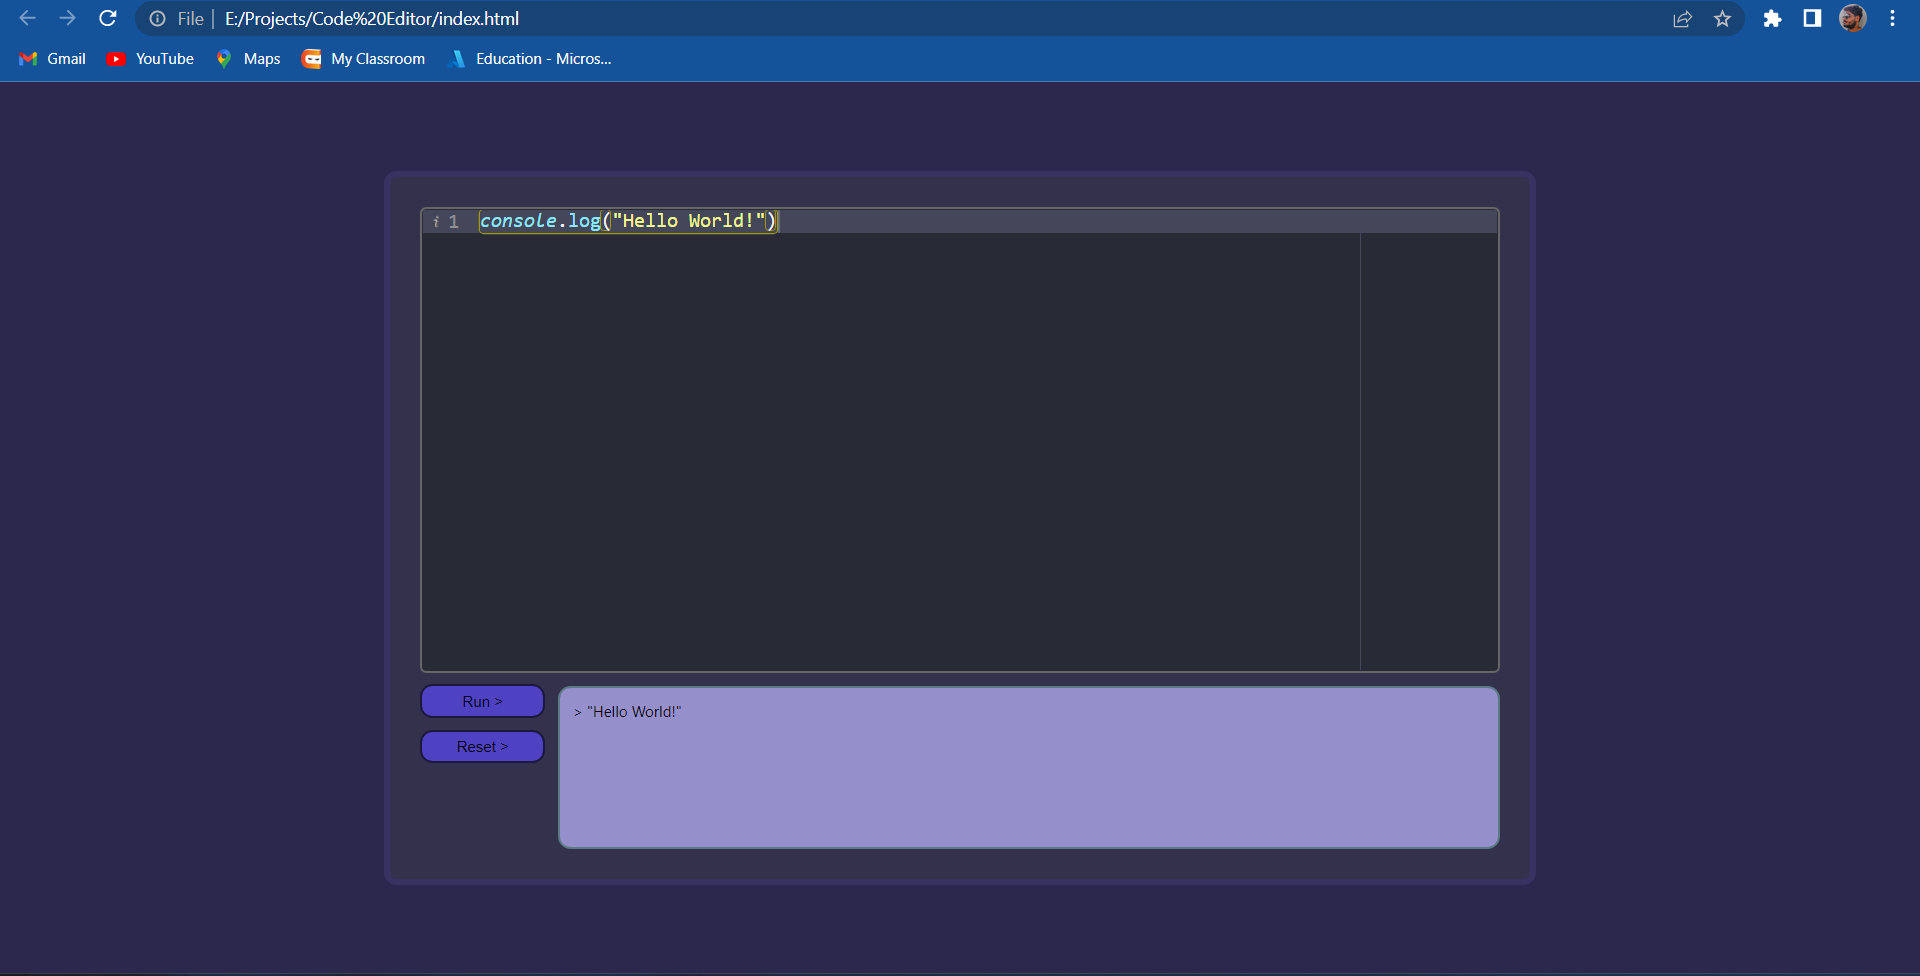 File | E:/Projects/Code%20Editor/index.html
Gmail YouTube Maps My Classroom Education - Micros...
i 1 console.log("Hello World!")
Run >
> "Hello World!"
Reset >